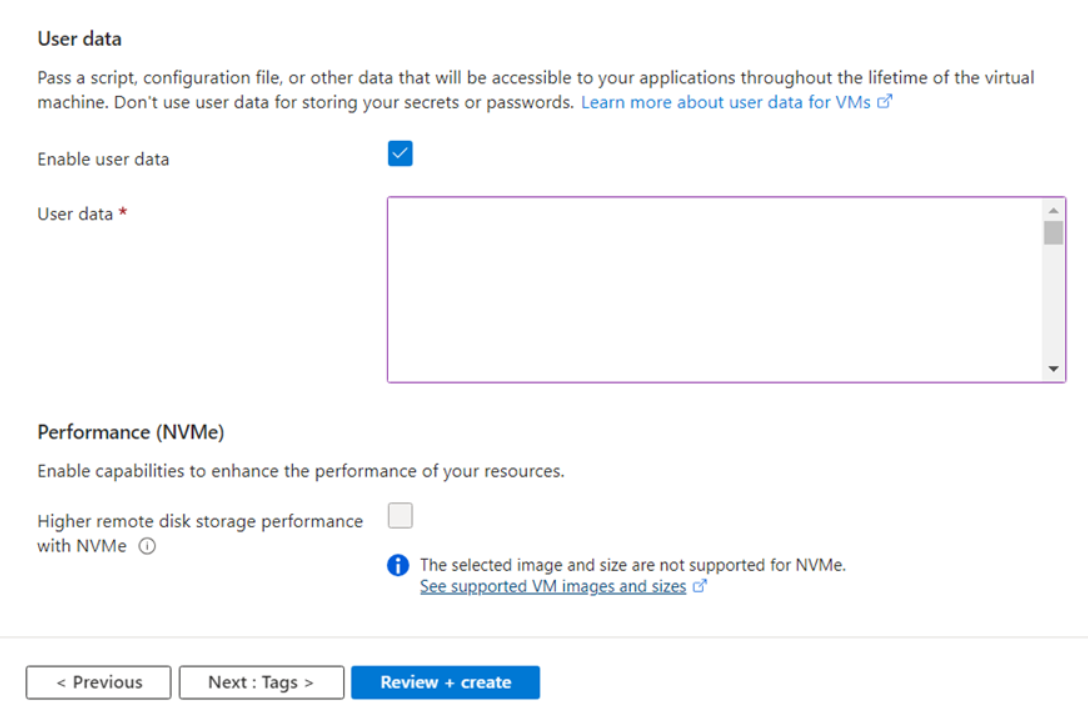 User data
Pass a script, configuration file, or other data that will be accessible to your applications throughout the lifetime of the virtual
machine. Don't use user data for storing your secrets or passwords. Learn more about user data for VMs
Enable user data
User data *
Performance (NVMe)
Enable capabilities to enhance the performance of your resources.
Higher remote disk storage performance
with NVMe
The selected image and size are not supported for NVMe.
See supported VM images and sizes
< Previous
Next : Tags >
Review + create